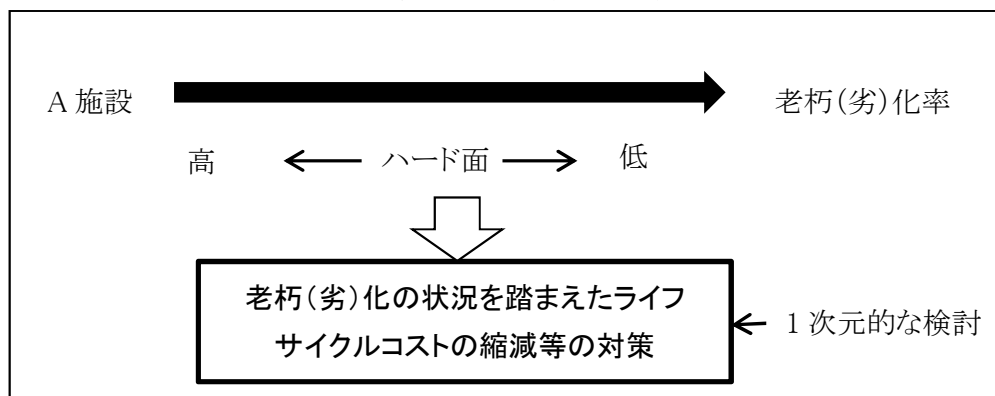 A 施設
老朽(劣)化率
高
ハード面
低
老朽(劣)化の状況を踏まえたライフ
サイクルコストの縮減等の対策
1 次元的な検討